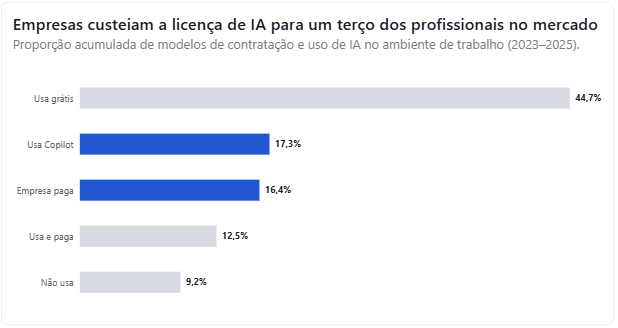 Empresas custeiam a licença de IA para um terço dos profissionais no mercado
Proporção acumulada de modelos de contratação e uso de IA no ambiente de trabalho (2023–2025).
Usa grátis 44,7%
Usa Copilot 17,3%
Empresa paga 16,4%
Usa e paga 12,5%
Não usa 9,2%